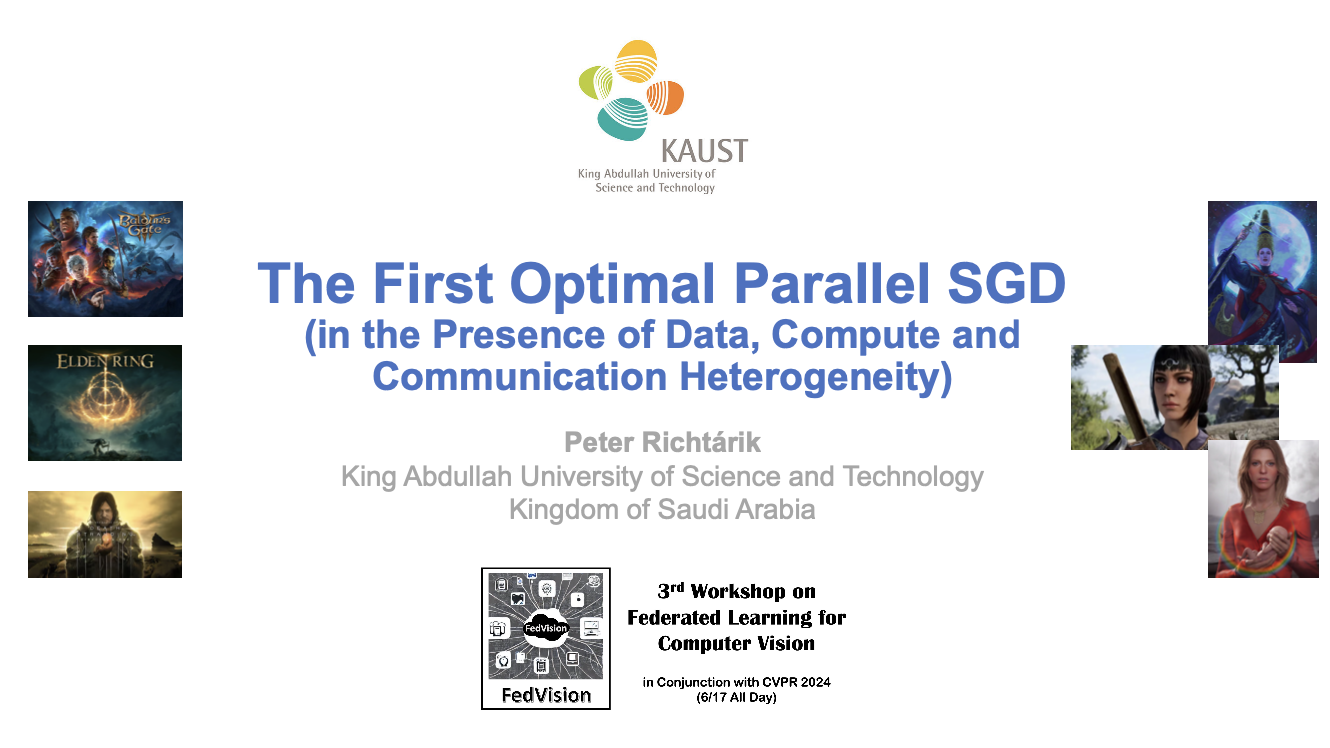 KAUST
King Abdullah University of
Science and Technology
Baldur's
Gate
ELDEN RING
The First Optimal Parallel SGD
(in the Presence of Data, Compute and
Communication Heterogeneity)
Peter Richtárik
King Abdullah University of Science and Technology
Kingdom of Saudi Arabia
FedVision
FedVision
3rd Workshop on
Federated Learning for
Computer Vision
in Conjunction with CVPR 2024
(6/17 All Day)